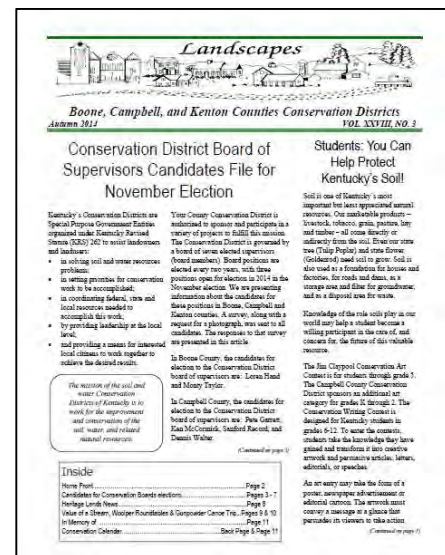 Landscapes
Boone, Campbell, and Kenton Counties Conservation Districts
Autumn 2014 VOL. XXVIII, NO. 3
Conservation District Board of
Supervisors Candidates File for
November Election
Kentucky's Conservation Districts are
Special Purpose Government Entities
organized under Kentucky Revised
Statute (KRS) 262 to assist landowners
and landusers:
• in solving soil and water resources
problems;
• in setting priorities for conservation
work to be accomplished;
• in coordinating federal, state and
local resources needed to
accomplish this work;
• by providing leadership at the local
level;
• and providing a means for interested
local citizens to work together to
achieve the desired results.
The mission of the soil and
water Conservation
Districts of Kentucky is to
work for the improvement
and conservation of the
soil, water, and related
natural resources.
Your County Conservation District is
authorized to sponsor and participate in a
variety of projects to fulfill this mission.
The Conservation District is governed by
a board of seven elected supervisors
(board members). Board positions are
elected every two years, with three
positions open for election in 2014 in the
November election. We are presenting
information about the candidates for
these positions in Boone, Campbell and
Kenton counties. A survey, along with a
request for a photograph, was sent to all
candidates. The responses to that survey
are presented in this article.
In Boone County, the candidates for
election to the Conservation District
board of supervisors are: Loren Hand
and Monty Taylor.
In Campbell County, the candidates for
election to the Conservation District
board of supervisors are: Pete Garrett,
Ken McCormick, Sanford Record, and
Dennis Walter.
(Continued on page 3)
Inside
Home Front Page 2
Candidates for Conservation Boards elections Pages 3 - 7
Heritage Lands News Page 8
Value of a Stream, Woolper Roundtables & Gunpowder Canoe Trip Pages 9 & 10
In Memory of Page 11
Conservation Calendar Back Page & Page 11
Students: You Can
Help Protect
Kentucky's Soil!
Soil is one of Kentucky's most
important but least appreciated natural
resources. Our marketable products –
livestock, tobacco, grain, pasture, hay
and timber – all come directly or
indirectly from the soil. Even our state
tree (Tulip Poplar) and state flower
(Goldenrod) need soil to grow. Soil is
also used as a foundation for houses and
factories, for roads and dams, as a
storage area and filter for groundwater,
and as a disposal area for waste.
Knowledge of the role soils play in our
world may help a student become a
willing participant in the care of, and
concern for, the future of this valuable
resource.
The Jim Claypool Conservation Art
Contest is for students through grade 5.
The Campbell County Conservation
District sponsors an additional art
category for grades K through 2. The
Conservation Writing Contest is
designed for Kentucky students in
grades 6-12. To enter the contests,
students take the knowledge they have
gained and transform it into creative
artwork and persuasive articles, letters,
editorials, or speeches.
An art entry may take the form of a
poster, newspaper advertisement or
editorial cartoon. The artwork must
convey a message at a glance that
persuades its viewers to take action
(Continued on page 3)